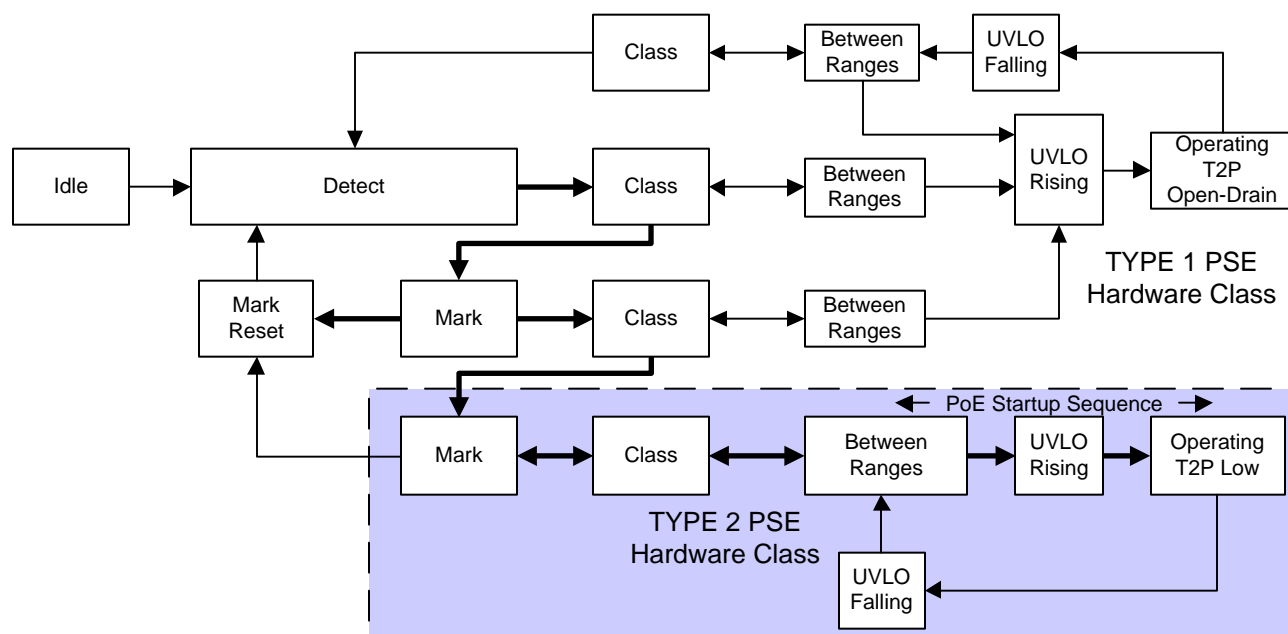 Class
Between
Ranges
UVLO
Falling
Idle
Detect
Class
Between
Ranges
UVLO
Rising
Operating
T2P
Open-Drain
TYPE 1 PSE
Hardware Class
Mark
Reset
Mark
Class
Between
Ranges
PoE Startup Sequence
Mark
Class
Between
Ranges
UVLO
Rising
Operating
T2P Low
TYPE 2 PSE
Hardware Class
UVLO
Falling